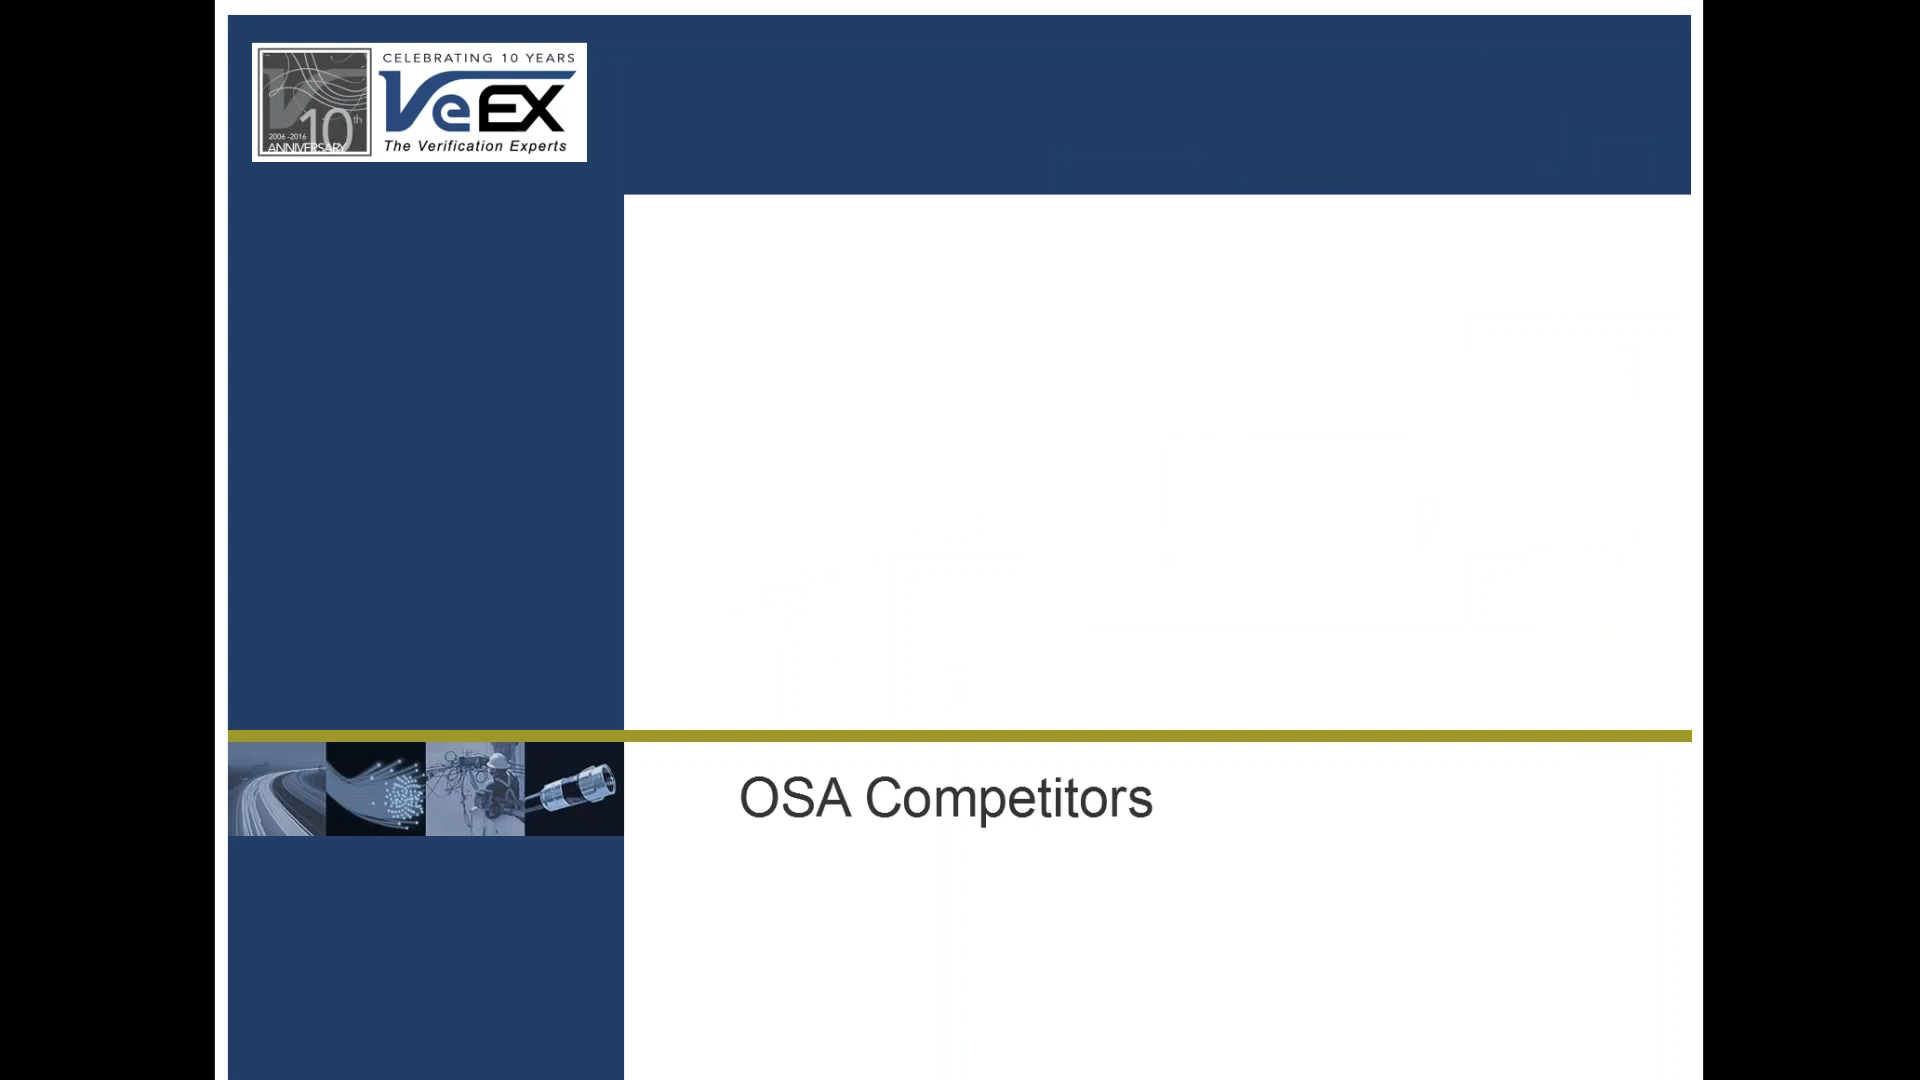 CELEBRATING 10 YEARS
VeEX
The Verification Experts
10th
2006-2016
ANNIVERSARY
OSA Competitors